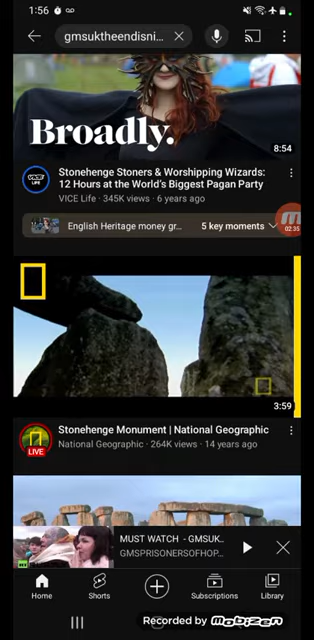 1:56
gmsuktheendisni...
Broadly.
8:54
Stonehenge Stoners & Worshipping Wizards:
12 Hours at the World's Biggest Pagan Party
VICE Life · 345K views · 6 years ago
English Heritage money gr...
5 key moments
02:35
3:59
Stonehenge Monument | National Geographic
LIVE
National Geographic · 264K views · 14 years ago
MUST WATCH - GMSUK..
GMSPRISONERSOFHOP...
Home
Shorts
Subscriptions
Library
Recorded by Mobizen